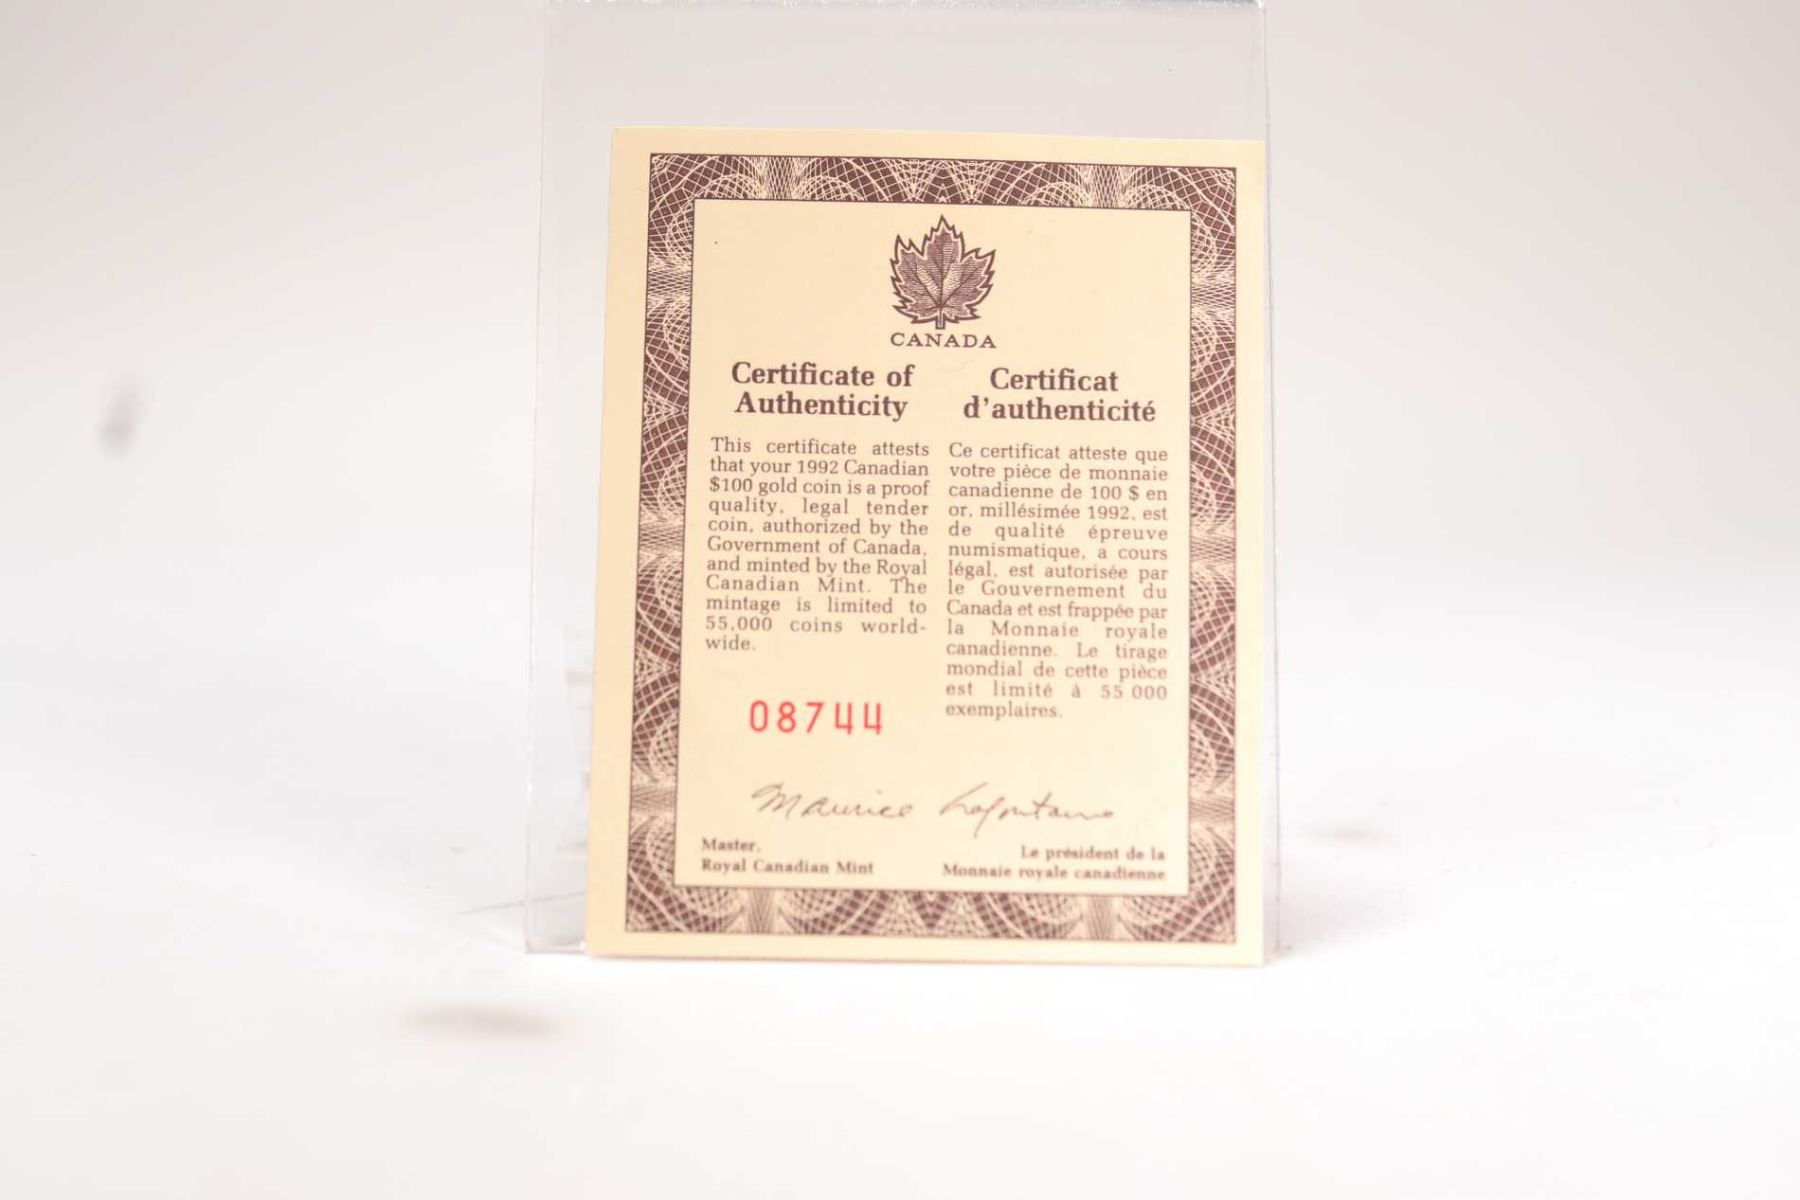 CANADA
Certificate of
Authenticity
This certificate attests
that your 1992 Canadian
$100 gold coin is a proof
quality, legal tender
coin, authorized by the
Government of Canada,
and minted by the Royal
Canadian Mint. The
mintage is limited to
55,000 coins world-
wide.
08744
Certificat
d'authenticité
Ce certificat atteste que
votre pièce de monnaie
canadienne de 100 $ en
or, millésimée 1992, est
de qualité épreuve
numismatique, a cours
légal, est autorisée par
le Gouvernement du
Canada et est frappée par
la Monnaie royale
canadienne. Le tirage
mondial de cette pièce
est limité à 55 000
exemplaires.
Maurice Lafontaine
Master,
Royal Canadian Mint
Le président de la
Monnaie royale canadienne